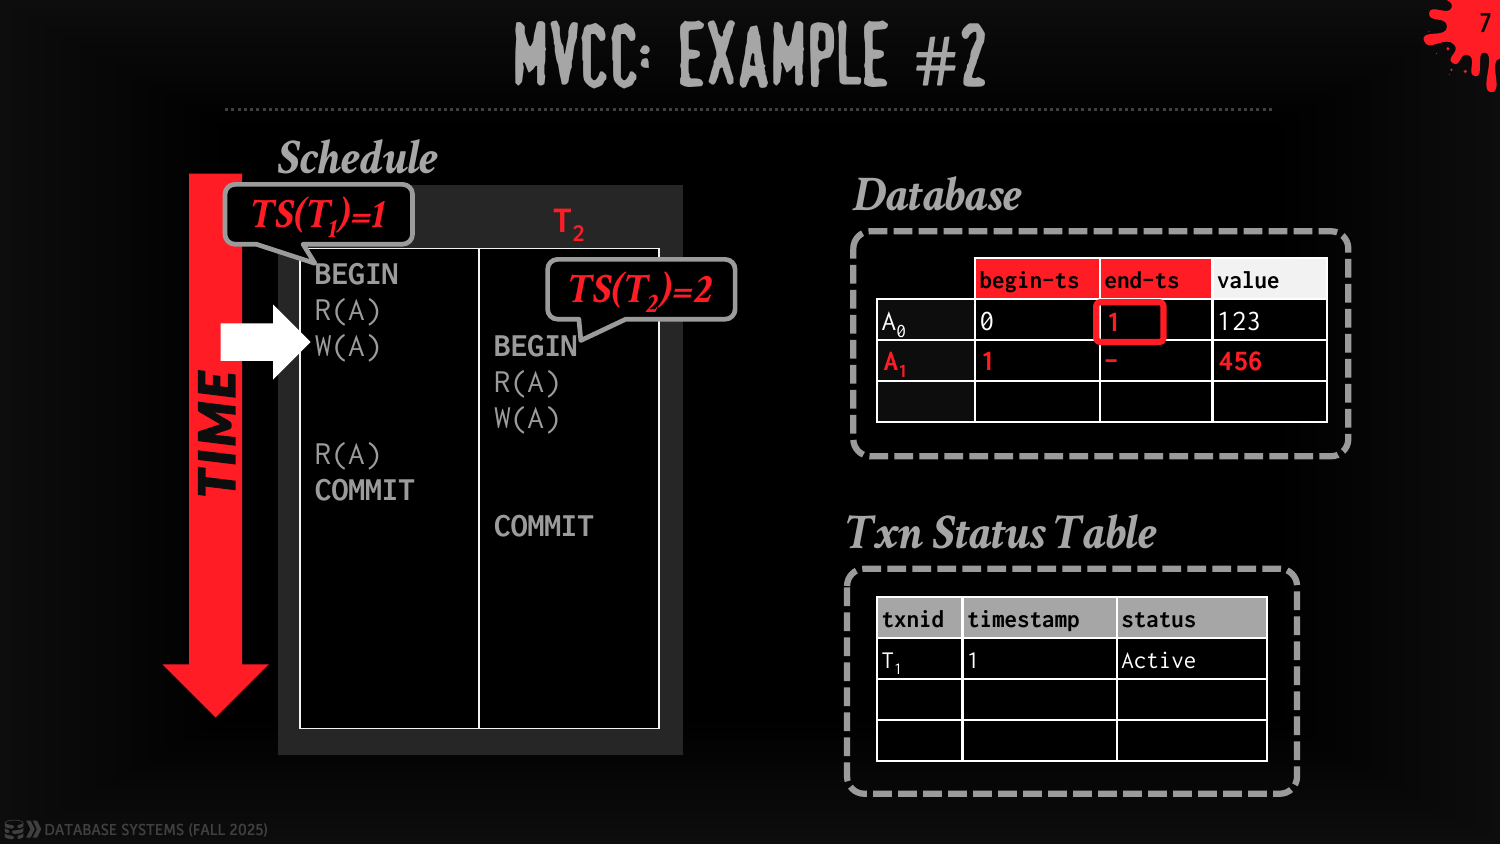 MVCC: EXAMPLE #2
7
Schedule
TS(T1)=1
T2
BEGIN
R(A)
W(A)
R(A)
COMMIT
TS(T2)=2
BEGIN
R(A)
W(A)
COMMIT
TIME
Database
begin-ts end-ts value
A0 0 1 123
A1 1 - 456
Txn Status Table
txnid timestamp status
T1 1 Active
DATABASE SYSTEMS (FALL 2025)